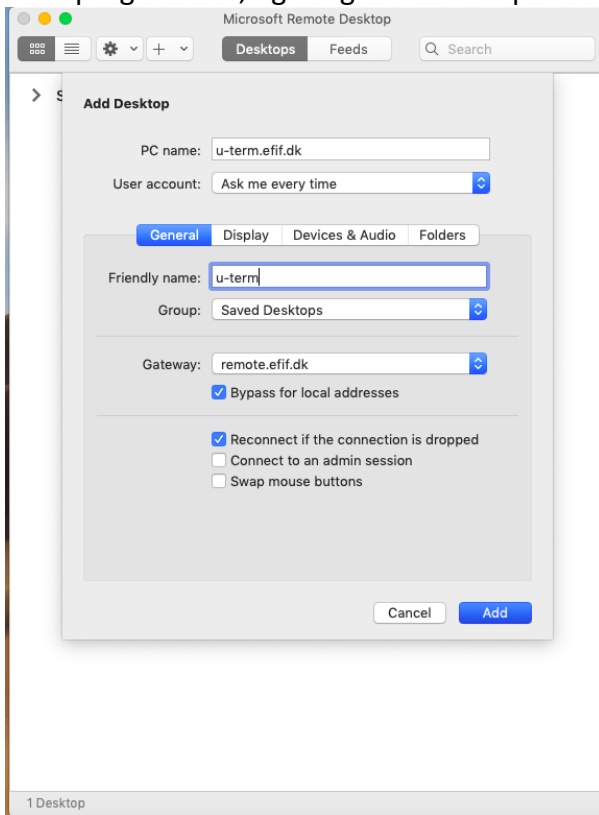 Microsoft Remote Desktop
Desktops Feeds Search
S
Add Desktop
PC name: u-term.efif.dk
User account: Ask me every time
General Display Devices & Audio Folders
Friendly name: u-term
Group: Saved Desktops
Gateway: remote.efif.dk
Bypass for local addresses
Reconnect if the connection is dropped
Connect to an admin session
Swap mouse buttons
Cancel Add
1 Desktop